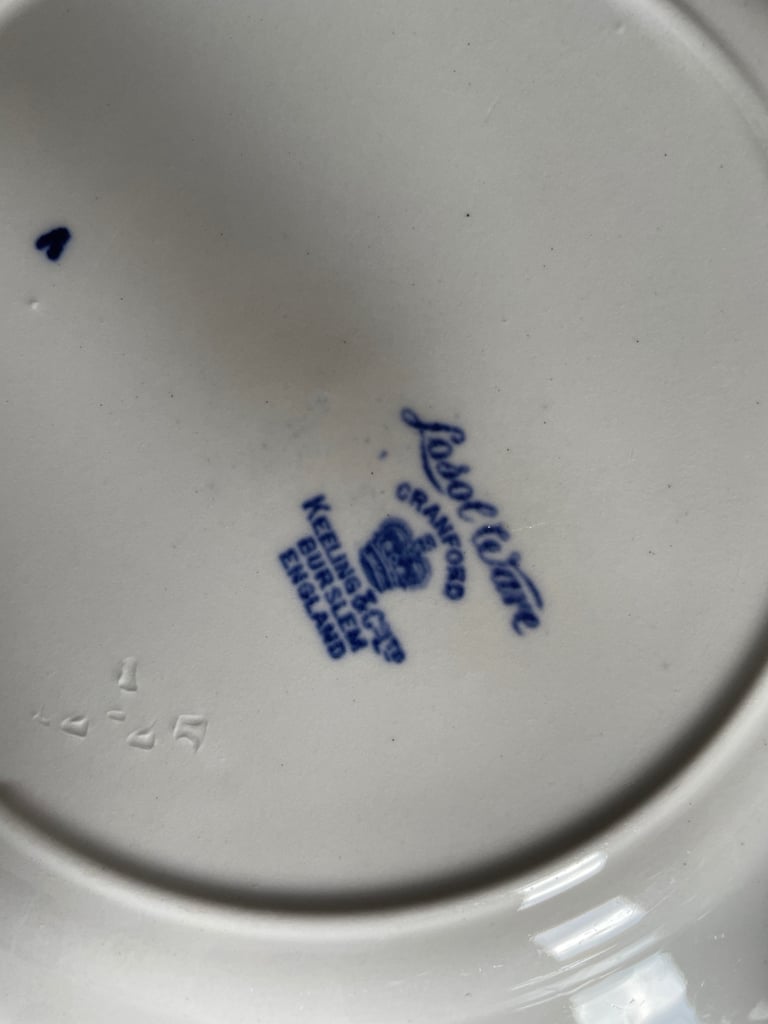 Losol Ware
CRANFORD
KEELING & Co LTD
BURSLEM
ENGLAND